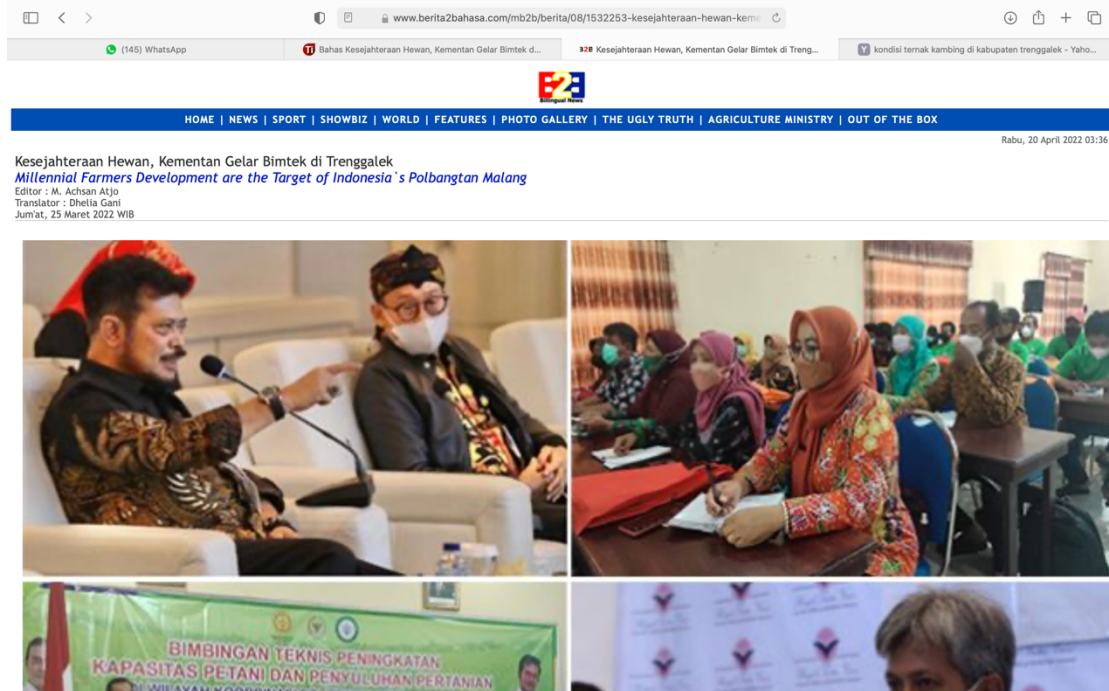 www.berita2bahasa.com/mb2b/berita/08/1532253-kesejahteraan-hewan-keme
(145) WhatsApp
Bahas Kesejahteraan Hewan, Kementan Gelar Bimtek d...
B2B Kesejahteraan Hewan, Kementan Gelar Bimtek di Treng...
Y kondisi ternak kambing di kabupaten trenggalek - Yaho...
B2B
Bilingual News
HOME | NEWS | SPORT | SHOWBIZ | WORLD | FEATURES | PHOTO GALLERY | THE UGLY TRUTH | AGRICULTURE MINISTRY | OUT OF THE BOX
Rabu, 20 April 2022 03:36
Kesejahteraan Hewan, Kementan Gelar Bimtek di Trenggalek
Millennial Farmers Development are the Target of Indonesia`s Polbangtan Malang
Editor : M. Achsan Atjo
Translator : Dhelia Gani
Jum'at, 25 Maret 2022 WIB
BIMBINGAN TEKNIS PENINGKATAN
KAPASITAS PETANI DAN PENYULUHAN PERTANIAN
DI WILAYAH